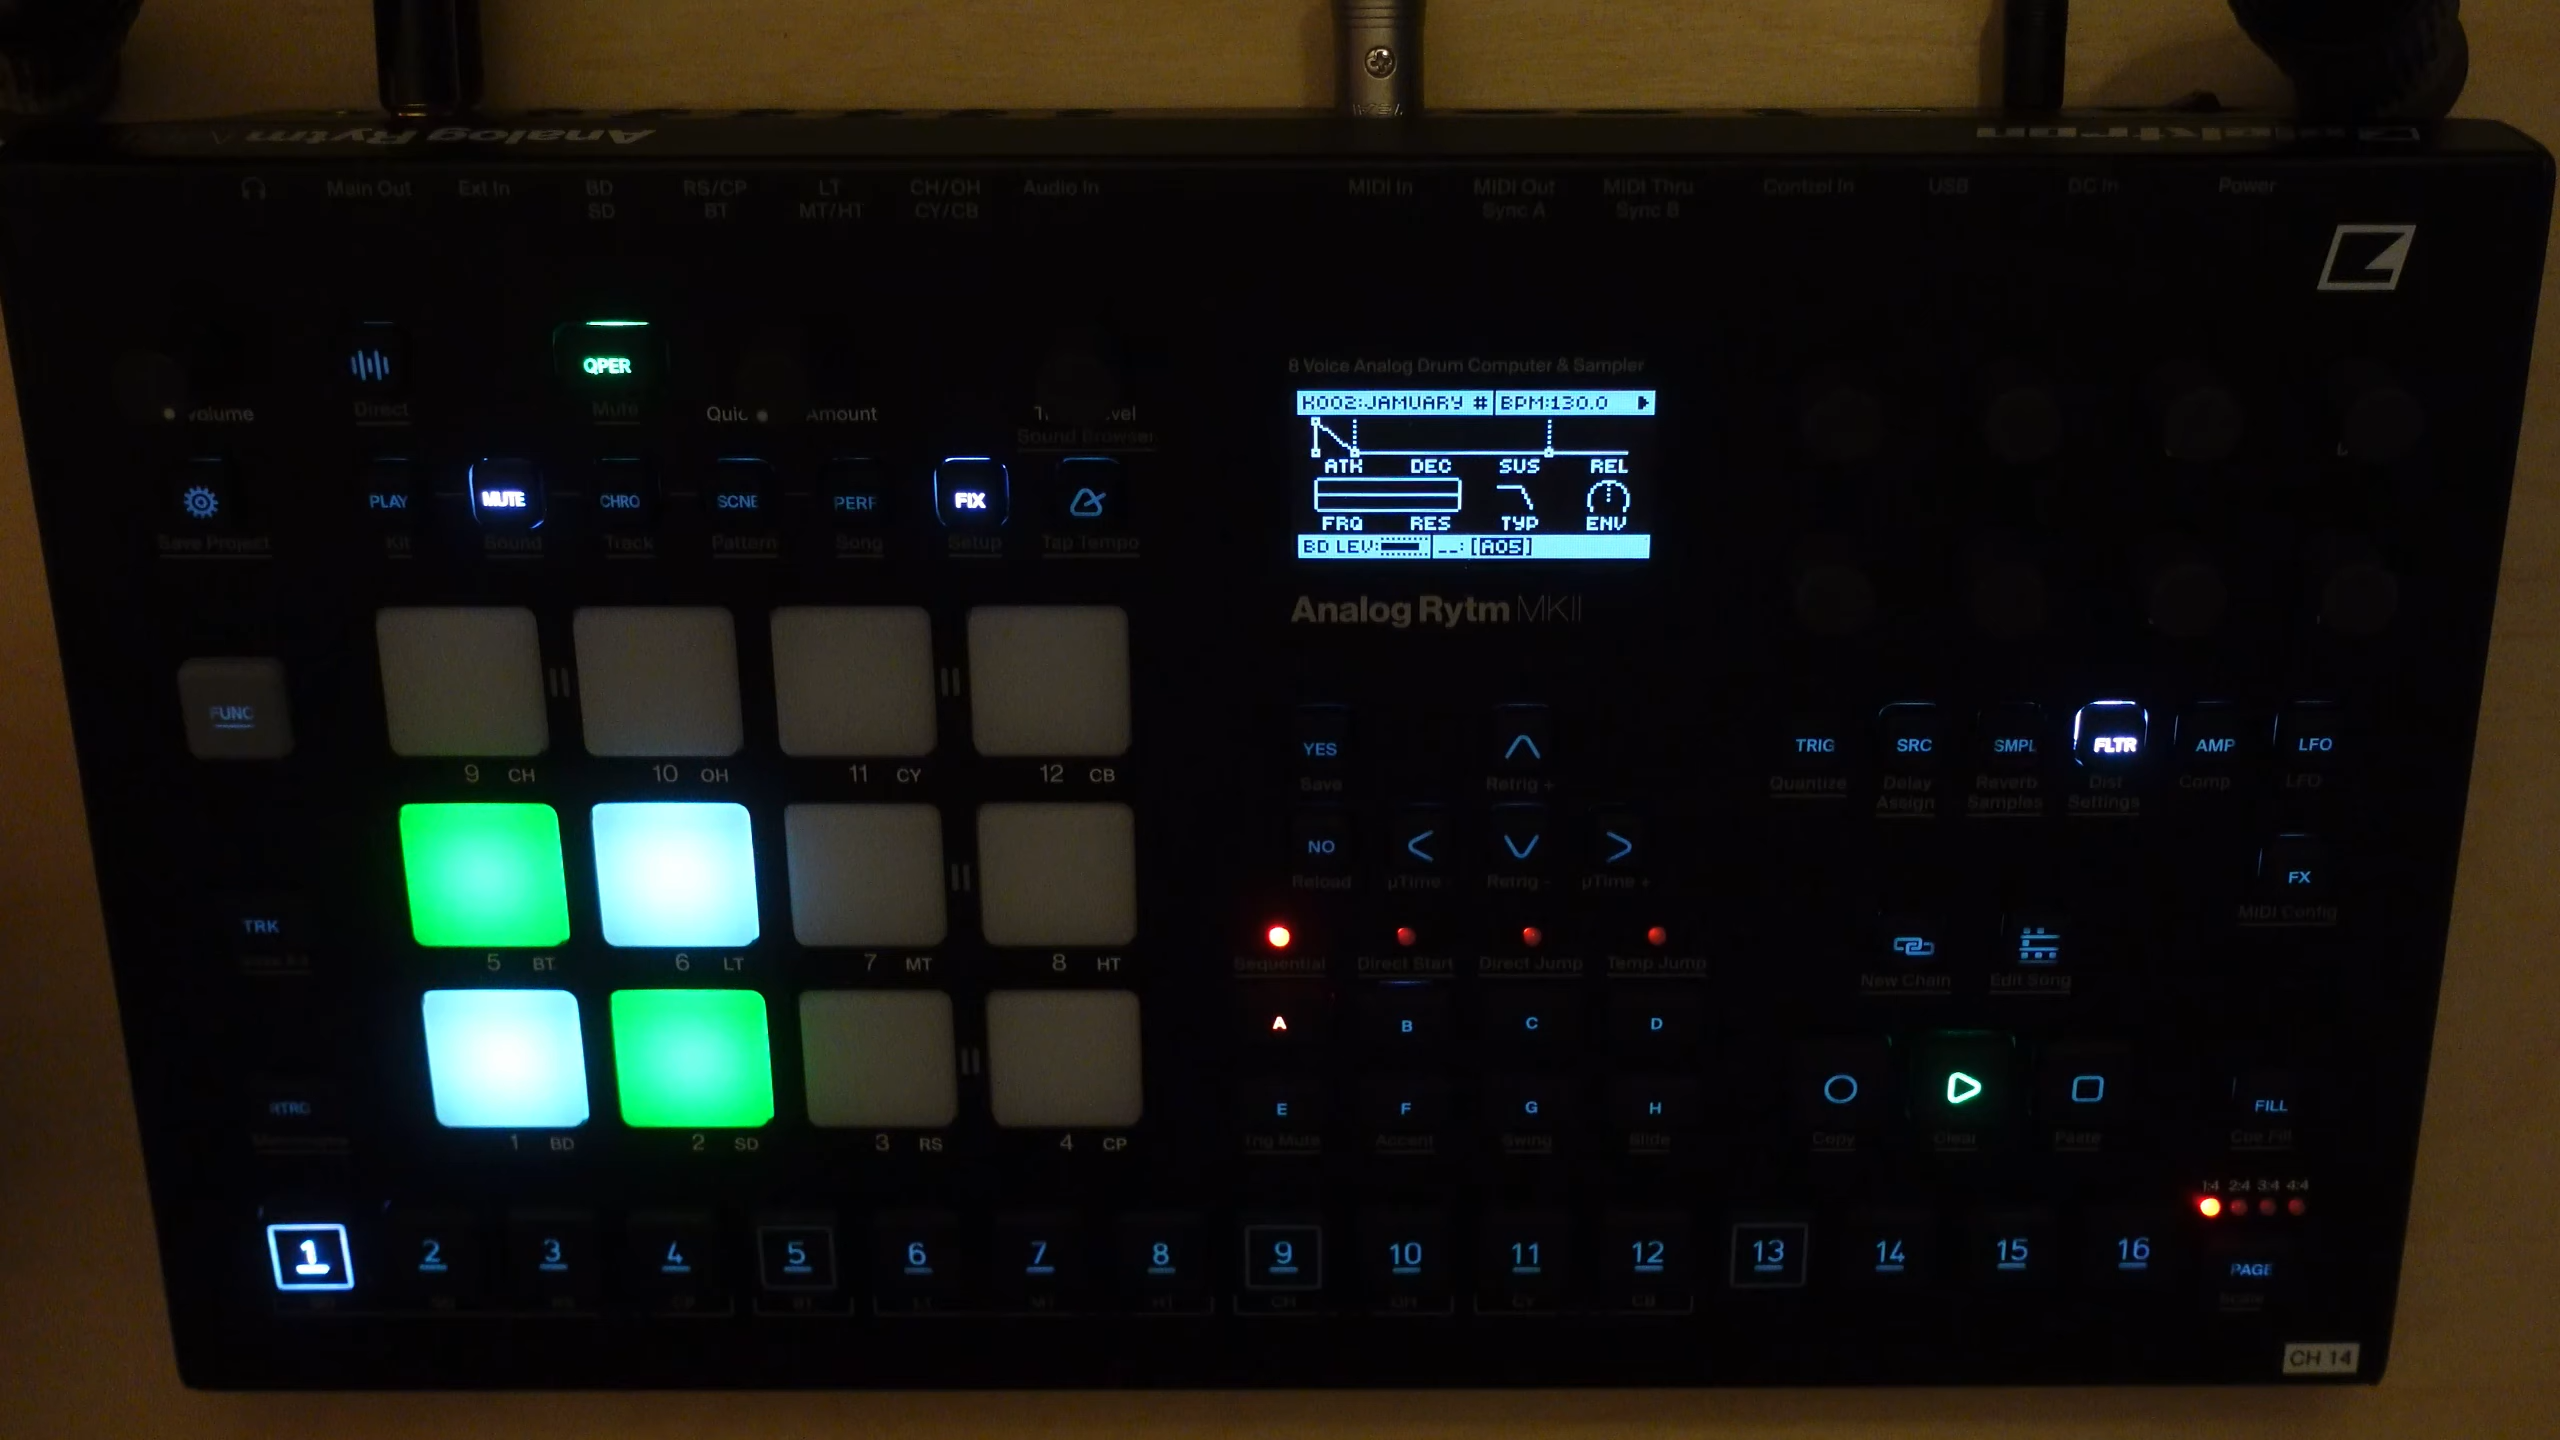 Analog Rytm
Elektron
Main Out
Ext In
BD
SD
RS/CP
BT
LT
MT/HT
CH/OH
CY/CB
Audio In
MIDI In
MIDI Out
Sync A
MIDI Thru
Sync B
Control In
USB
DC In
Power
QPER
Direct
Mute
Volume
Amount
Sound Browser
8 Voice Analog Drum Computer & Sampler
K002:JAMUARY # BPM:130.0
ATK DEC SUS REL
FRQ RES TYP ENV
BD LEV: __: [A05]
Analog Rytm MKII
PLAY
MUTE
CHRO
SCNE
PERF
FIX
Save Project
Kit
Sound
Track
Pattern
Song
Setup
Tap Tempo
FUNC
9 CH
10 OH
11 CY
12 CB
TRK
5 BT
6 LT
7 MT
8 HT
RTRG
1 BD
2 SD
3 RS
4 CP
YES
Save
Retrig +
NO
Reload
µTime -
Retrig -
µTime +
TRIG
SRC
SMPL
FLTR
AMP
LFO
Quantize
Delay
Assign
Reverb
Samples
Dist
Settings
Comp
LFO
FX
MIDI Config
Sequential
Direct Start
Direct Jump
Temp Jump
New Chain
Edit Song
A
B
C
D
E
F
G
H
Trig Mute
Accent
Swing
Slide
Copy
Clear
Paste
FILL
Cue Fill
1:4 2:4 3:4 4:4
PAGE
Scale
1 2 3 4 5 6 7 8 9 10 11 12 13 14 15 16
CH 14